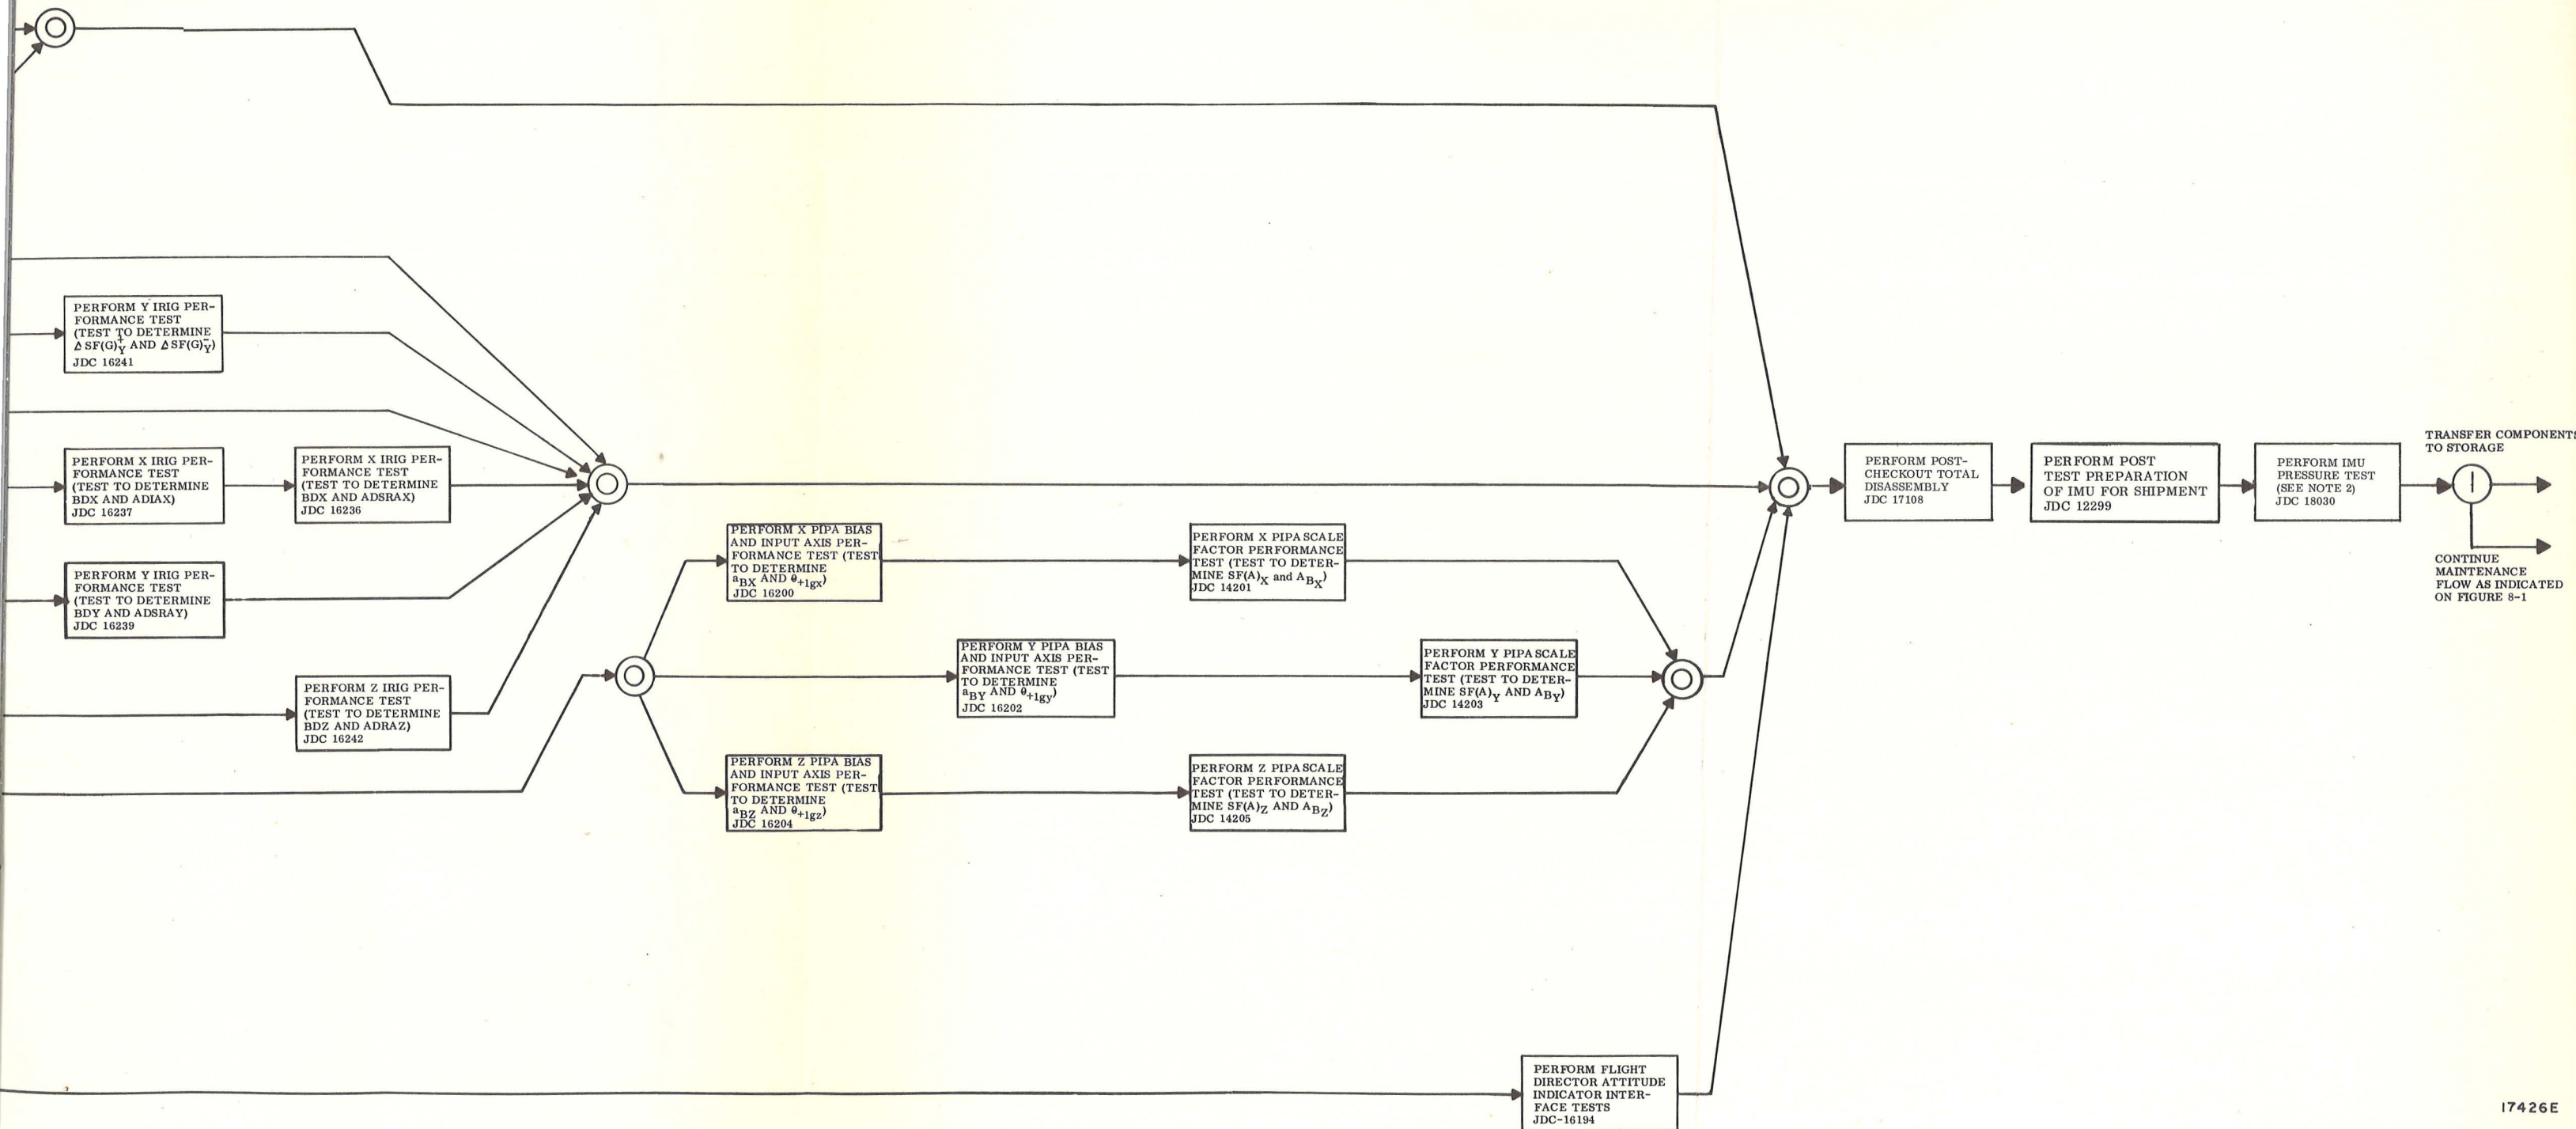 PERFORM Y IRIG PER-
FORMANCE TEST
(TEST TO DETERMINE
Δ SF(G)⁺Y AND Δ SF(G)⁻Y)
JDC 16241
PERFORM X IRIG PER-
FORMANCE TEST
(TEST TO DETERMINE
BDX AND ADIAX)
JDC 16237
PERFORM X IRIG PER-
FORMANCE TEST
(TEST TO DETERMINE
BDX AND ADSRAX)
JDC 16236
PERFORM Y IRIG PER-
FORMANCE TEST
(TEST TO DETERMINE
BDY AND ADSRAY)
JDC 16239
PERFORM Z IRIG PER-
FORMANCE TEST
(TEST TO DETERMINE
BDZ AND ADRAZ)
JDC 16242
PERFORM X PIPA BIAS
AND INPUT AXIS PER-
FORMANCE TEST (TEST
TO DETERMINE
aBX AND θ+1gx)
JDC 16200
PERFORM Y PIPA BIAS
AND INPUT AXIS PER-
FORMANCE TEST (TEST
TO DETERMINE
aBY AND θ+1gy)
JDC 16202
PERFORM Z PIPA BIAS
AND INPUT AXIS PER-
FORMANCE TEST (TEST
TO DETERMINE
aBZ AND θ+1gz)
JDC 16204
PERFORM X PIPA SCALE
FACTOR PERFORMANCE
TEST (TEST TO DETER-
MINE SF(A)X and ABX)
JDC 14201
PERFORM Y PIPA SCALE
FACTOR PERFORMANCE
TEST (TEST TO DETER-
MINE SF(A)Y AND ABY)
JDC 14203
PERFORM Z PIPA SCALE
FACTOR PERFORMANCE
TEST (TEST TO DETER-
MINE SF(A)Z AND ABZ)
JDC 14205
PERFORM FLIGHT
DIRECTOR ATTITUDE
INDICATOR INTER-
FACE TESTS
JDC-16194
PERFORM POST-
CHECKOUT TOTAL
DISASSEMBLY
JDC 17108
PERFORM POST
TEST PREPARATION
OF IMU FOR SHIPMENT
JDC 12299
PERFORM IMU
PRESSURE TEST
(SEE NOTE 2)
JDC 18030
TRANSFER COMPONENTS
TO STORAGE
I
CONTINUE
MAINTENANCE
FLOW AS INDICATED
ON FIGURE 8-1
17426E